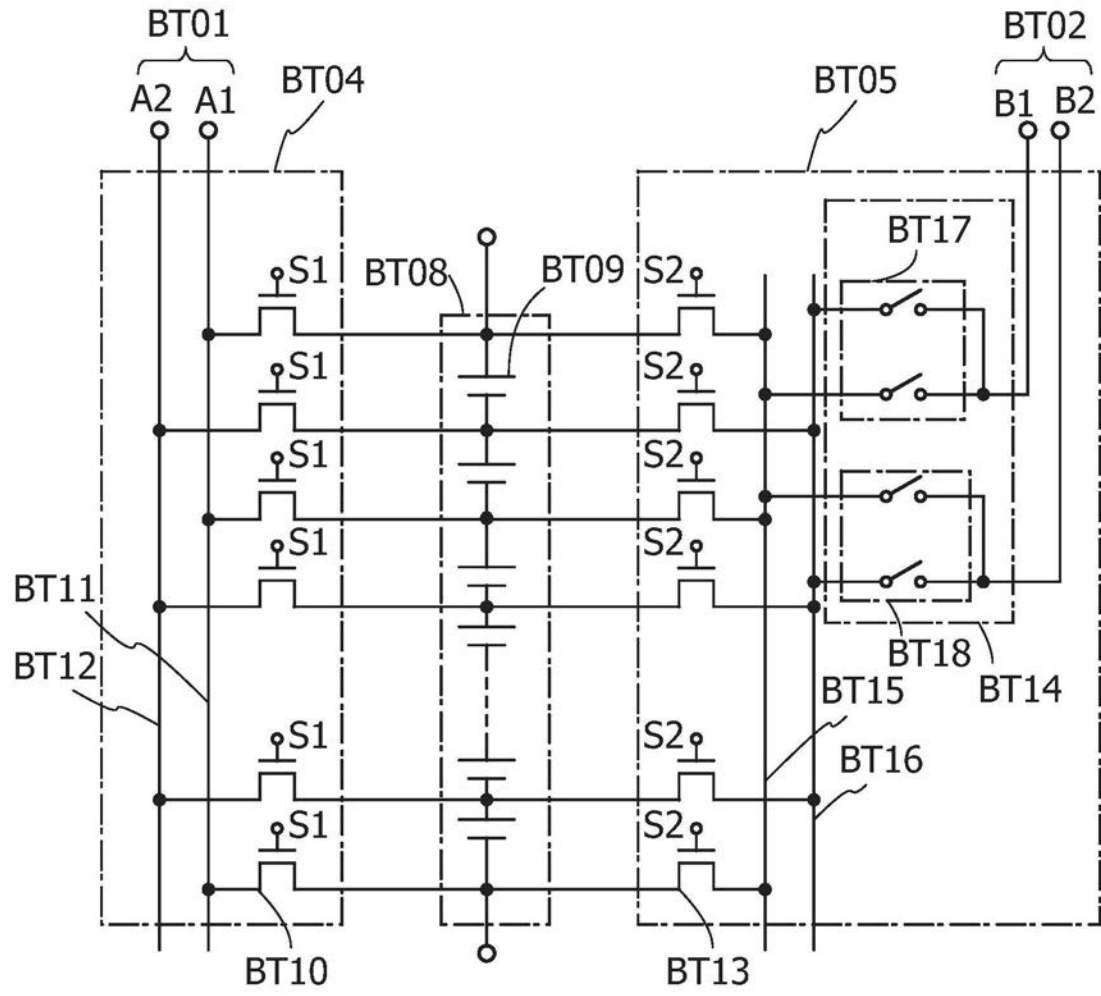 BT01
BT02
BT04
BT05
A2 A1
B1 B2
BT17
S1
BT08
BT09
S2
S1
S2
S1
S2
S1
S2
BT11
BT18
BT12
BT14
BT15
S1
S2
BT16
S1
S2
BT10
BT13